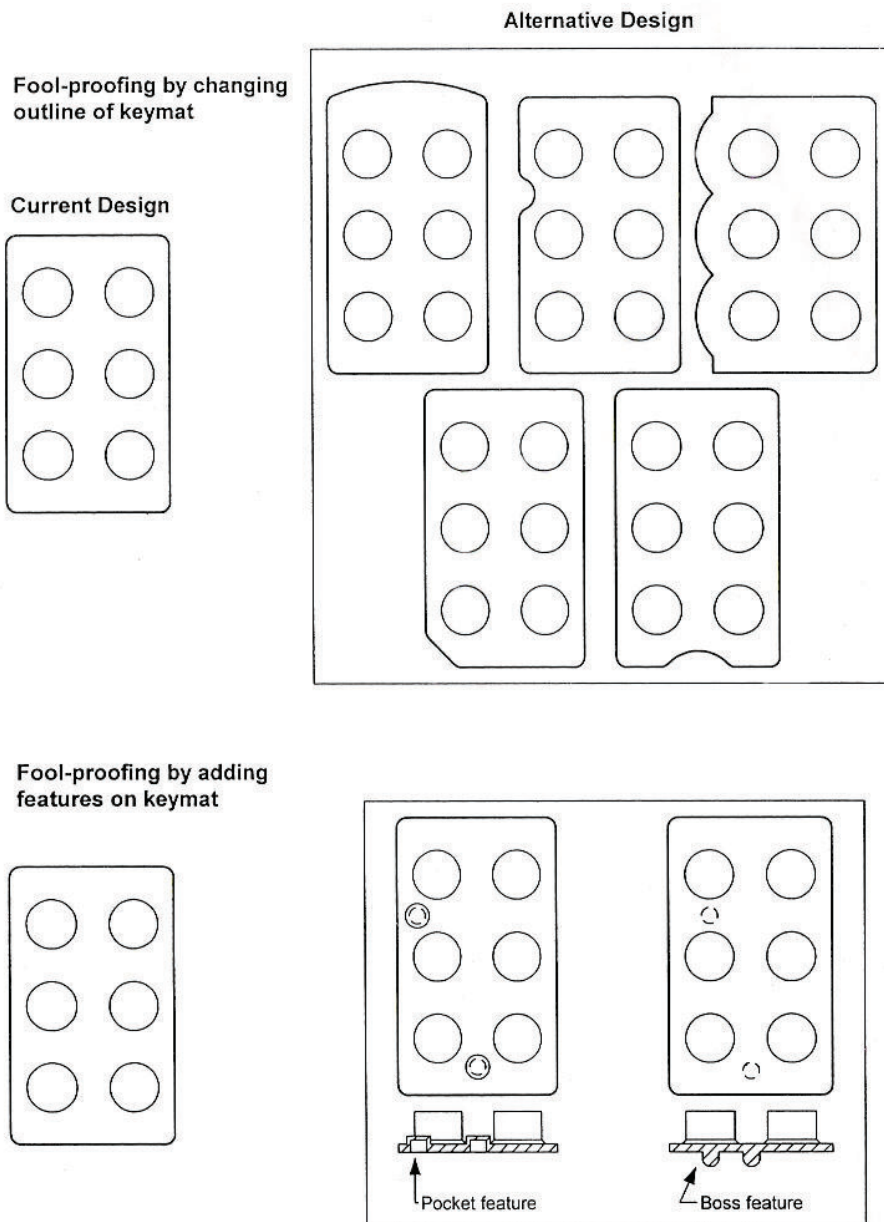 Alternative Design
Fool-proofing by changing
outline of keymat
Current Design
Fool-proofing by adding
features on keymat
Pocket feature
Boss feature